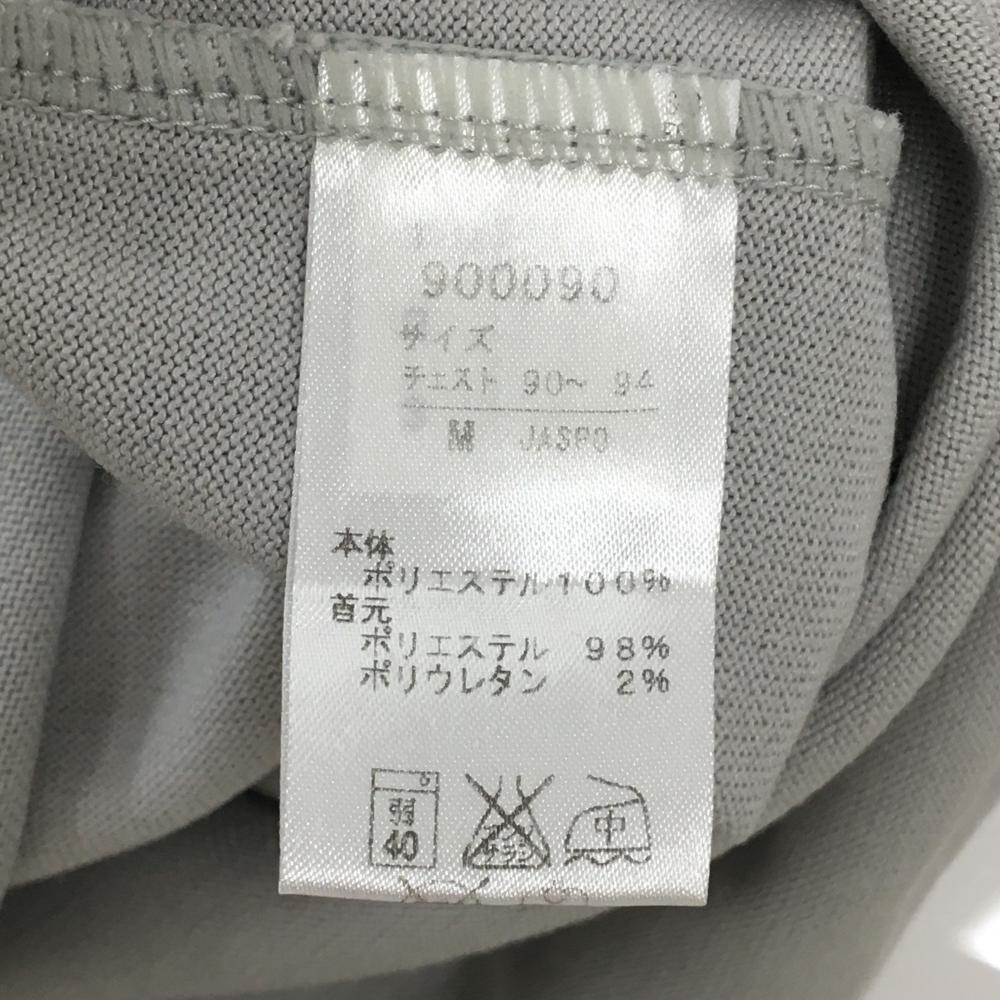 900090
サイズ
チェスト 90~ 94
M JASPO
本体
ポリエステル100%
首元
ポリエステル 98%
ポリウレタン 2%
弱
40
中